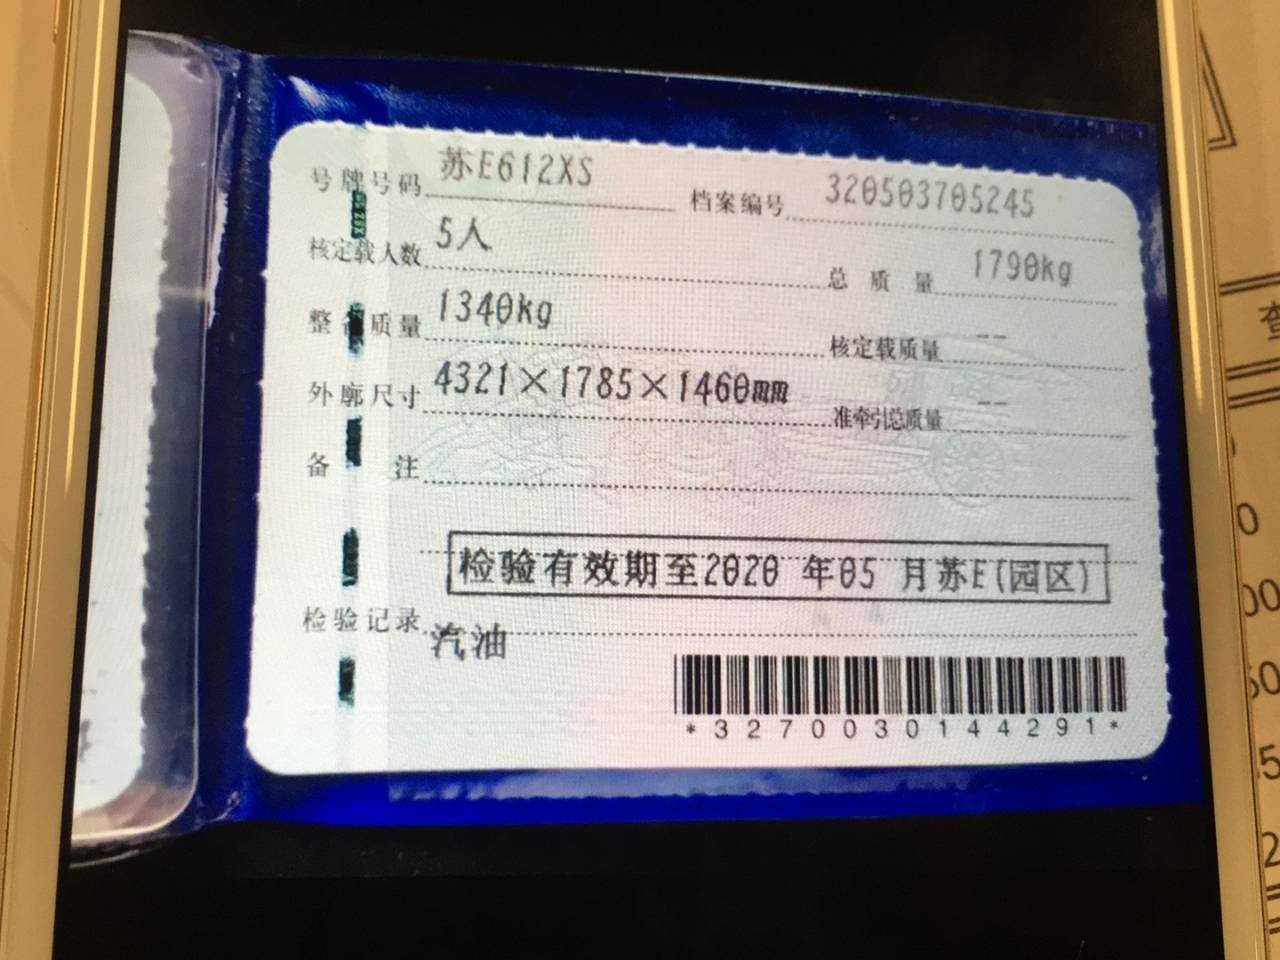 号牌号码 苏E612XS 档案编号 320503705245
核定载人数 5人 总质量 1790kg
整备质量 1340kg 核定载质量 --
外廓尺寸 4321×1785×1460mm 准牵引总质量 --
备注
检验有效期至2020 年05 月苏E(园区)
检验记录 汽油
*3270030144291*
查